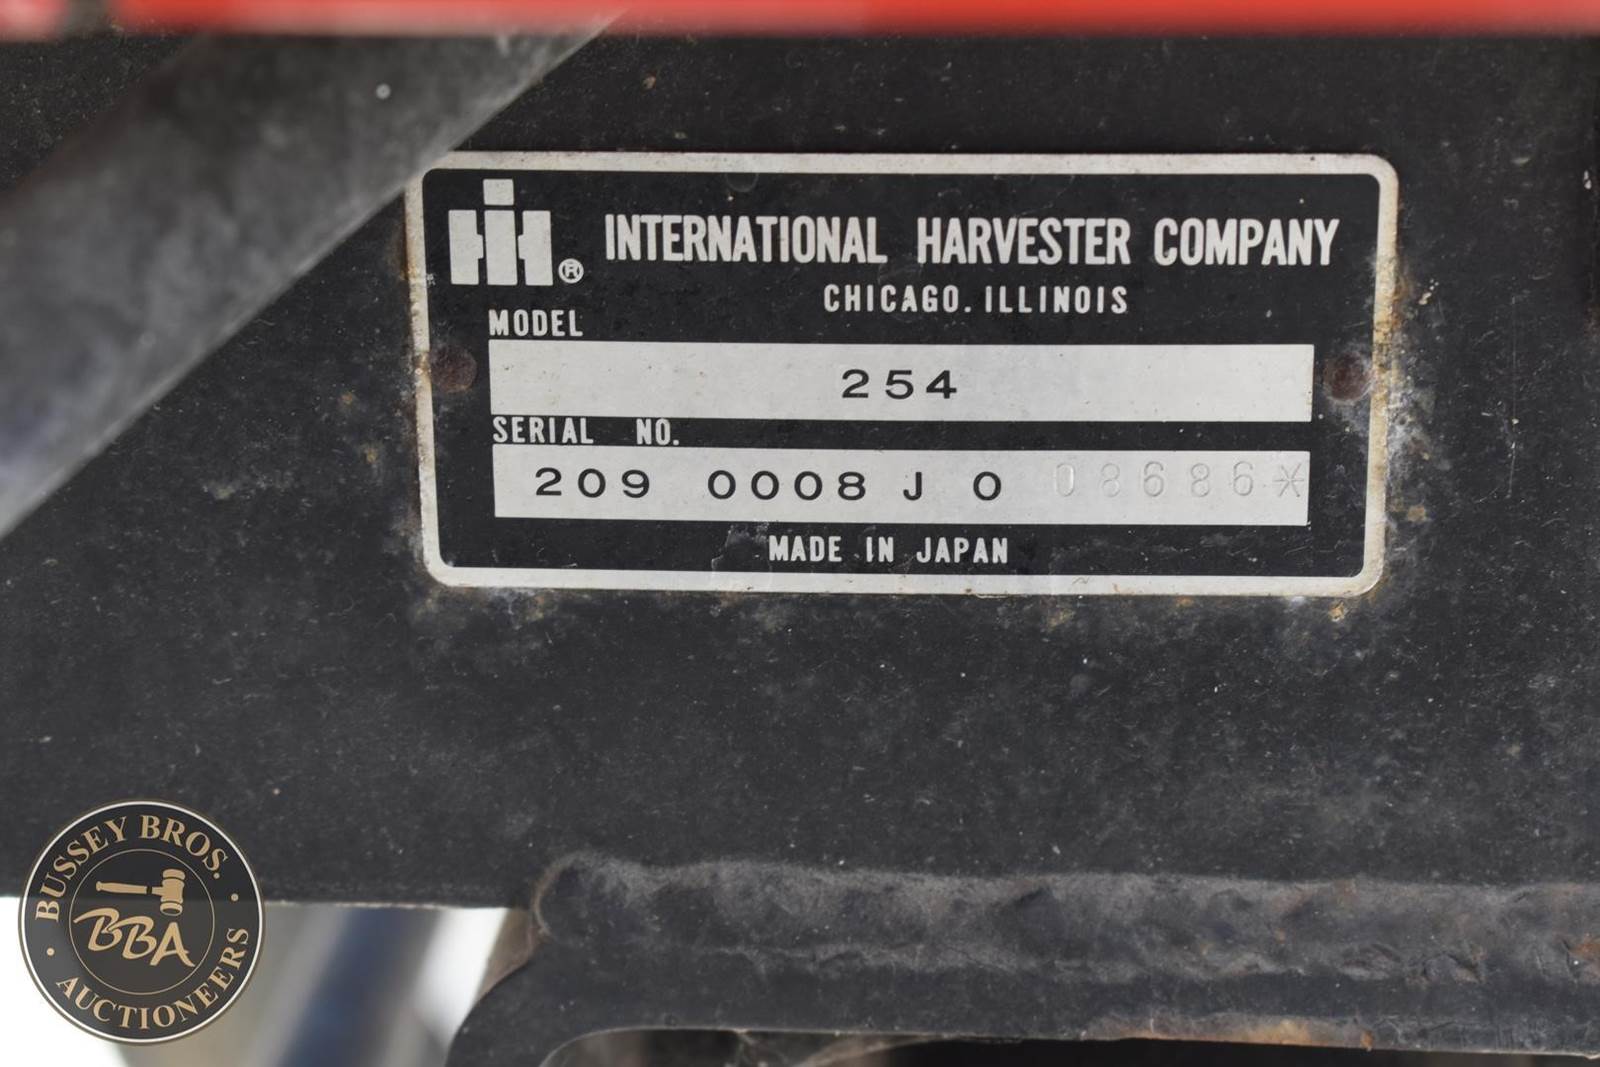 ® INTERNATIONAL HARVESTER COMPANY
CHICAGO. ILLINOIS
MODEL
254
SERIAL NO.
209 0008 J 0 08686*
MADE IN JAPAN
BUSSEY BROS.
BBA
AUCTIONEERS